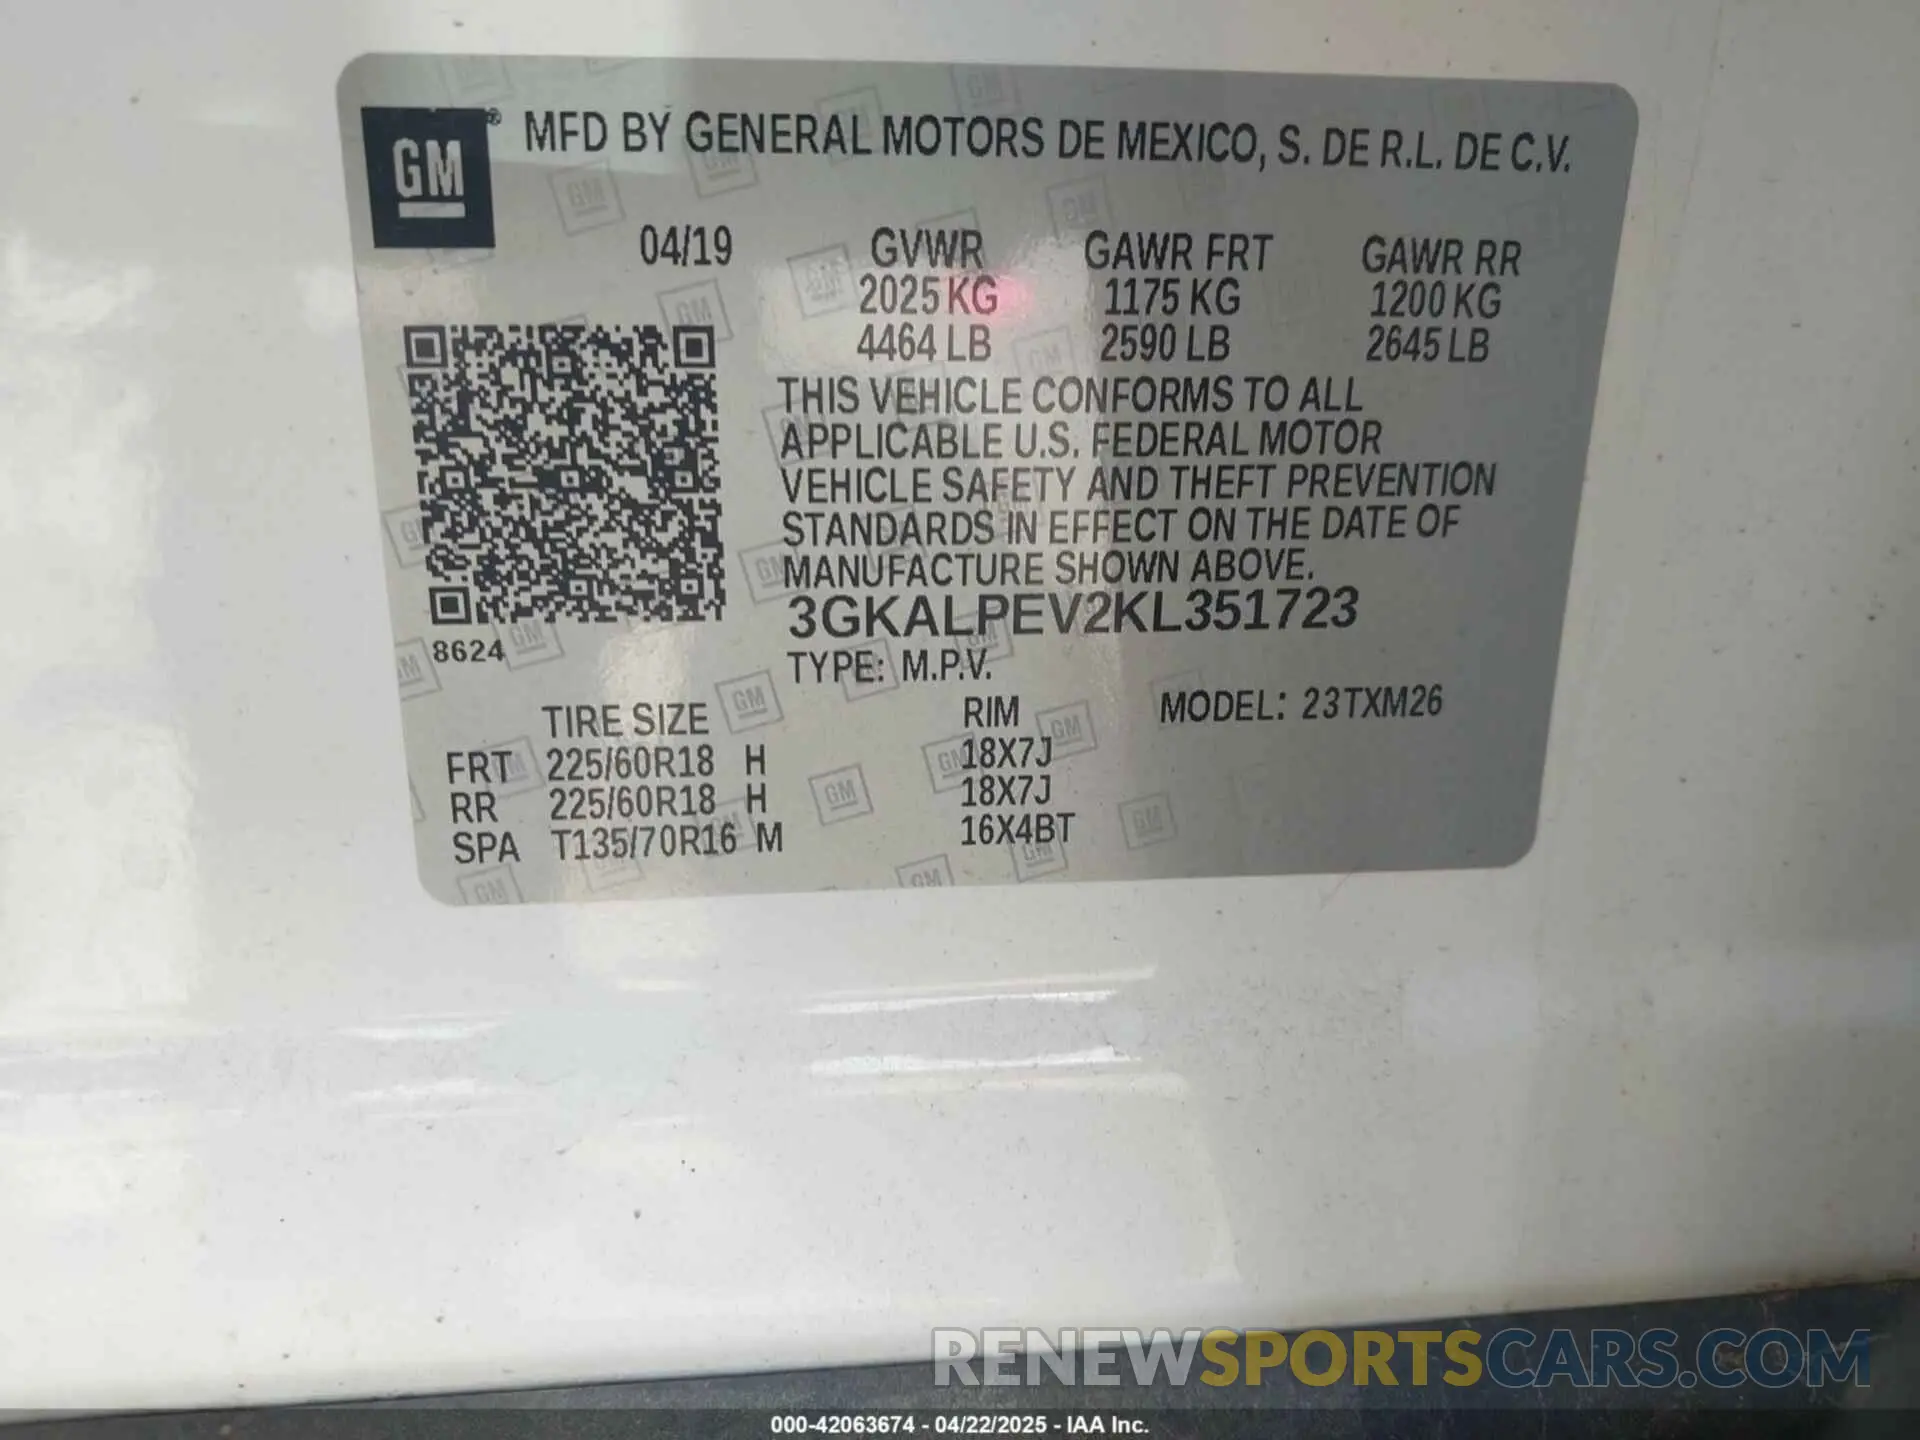 GM ® MFD BY GENERAL MOTORS DE MEXICO, S. DE R.L. DE C.V.
04/19 GVWR GAWR FRT GAWR RR
2025 KG 1175 KG 1200 KG
4464 LB 2590 LB 2645 LB
THIS VEHICLE CONFORMS TO ALL
APPLICABLE U.S. FEDERAL MOTOR
VEHICLE SAFETY AND THEFT PREVENTION
STANDARDS IN EFFECT ON THE DATE OF
MANUFACTURE SHOWN ABOVE.
3GKALPEV2KL351723
8624
TYPE: M.P.V.
TIRE SIZE RIM MODEL: 23TXM26
FRT 225/60R18 H 18X7J
RR 225/60R18 H 18X7J
SPA T135/70R16 M 16X4BT
RENEWSPORTSCARS.COM
000-42063674 - 04/22/2025 - IAA Inc.